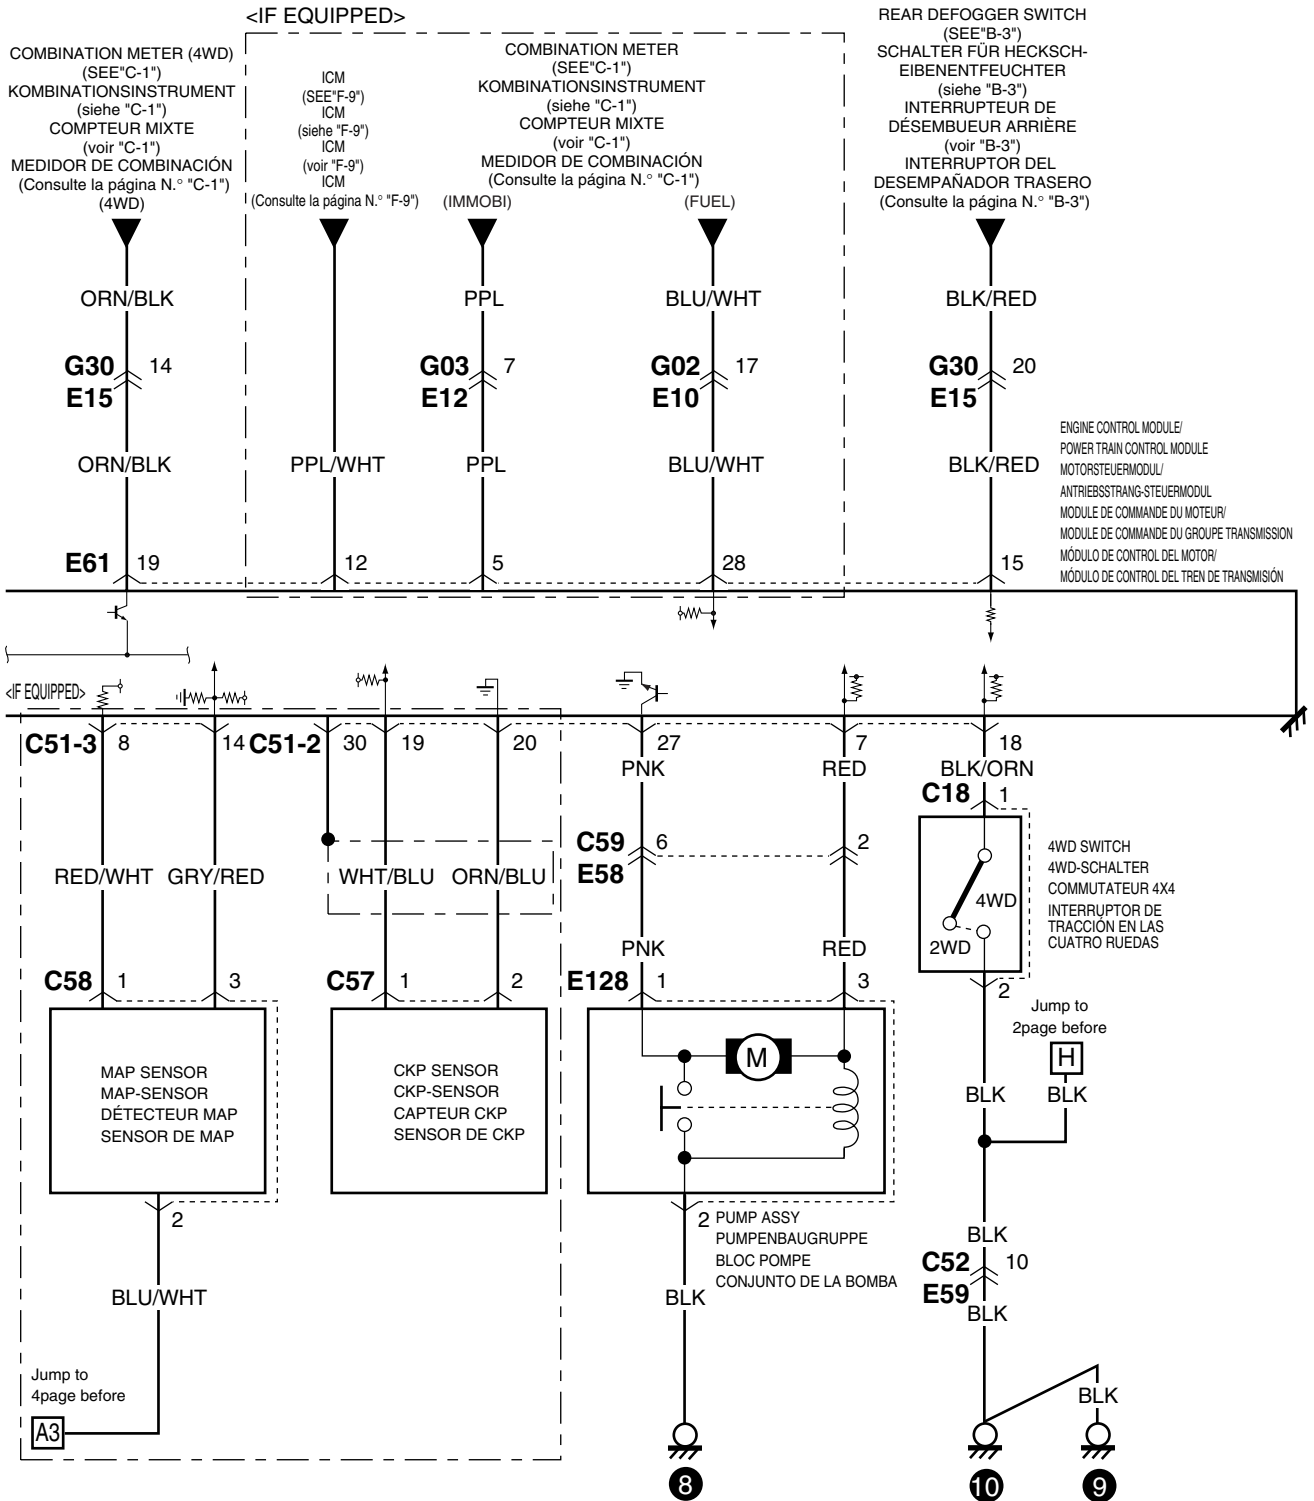 <IF EQUIPPED>
COMBINATION METER (4WD)
(SEE"C-1")
KOMBINATIONSINSTRUMENT
(siehe "C-1")
COMPTEUR MIXTE
(voir "C-1")
MEDIDOR DE COMBINACIÓN
(Consulte la página N.° "C-1")
(4WD)
ICM
(SEE"F-9")
ICM
(siehe "F-9")
ICM
(voir "F-9")
ICM
(Consulte la página N.° "F-9")
COMBINATION METER
(SEE"C-1")
KOMBINATIONSINSTRUMENT
(siehe "C-1")
COMPTEUR MIXTE
(voir "C-1")
MEDIDOR DE COMBINACIÓN
(Consulte la página N.° "C-1")
(IMMOBI) (FUEL)
REAR DEFOGGER SWITCH
(SEE"B-3")
SCHALTER FÜR HECKSCH-
EIBENENTFEUCHTER
(siehe "B-3")
INTERRUPTEUR DE
DÉSEMBUEUR ARRIÈRE
(voir "B-3")
INTERRUPTOR DEL
DESEMPAÑADOR TRASERO
(Consulte la página N.° "B-3")
ORN/BLK PPL BLU/WHT BLK/RED
G30 14 G03 7 G02 17 G30 20
E15 E12 E10 E15
ORN/BLK PPL/WHT PPL BLU/WHT BLK/RED
ENGINE CONTROL MODULE/
POWER TRAIN CONTROL MODULE
MOTORSTEUERMODUL/
ANTRIEBSSTRANG-STEUERMODUL
MODULE DE COMMANDE DU MOTEUR/
MODULE DE COMMANDE DU GROUPE TRANSMISSION
MÓDULO DE CONTROL DEL MOTOR/
MÓDULO DE CONTROL DEL TREN DE TRANSMISIÓN
E61 19 12 5 28 15
<IF EQUIPPED>
C51-3 8 14 C51-2 30 19 20 27 7 18
PNK RED BLK/ORN
C18 1
C59 6 2
E58
4WD
2WD
4WD SWITCH
4WD-SCHALTER
COMMUTATEUR 4X4
INTERRUPTOR DE
TRACCIÓN EN LAS
CUATRO RUEDAS
RED/WHT GRY/RED WHT/BLU ORN/BLU
PNK RED
C58 1 3 C57 1 2 E128 1 3 2
Jump to
2page before
H
MAP SENSOR
MAP-SENSOR
DÉTECTEUR MAP
SENSOR DE MAP
CKP SENSOR
CKP-SENSOR
CAPTEUR CKP
SENSOR DE CKP
M
BLK BLK
2
2 PUMP ASSY
PUMPENBAUGRUPPE
BLOC POMPE
CONJUNTO DE LA BOMBA
BLK
C52 10
E59
BLK
BLU/WHT BLK
Jump to
4page before
A3
BLK
8 10 9